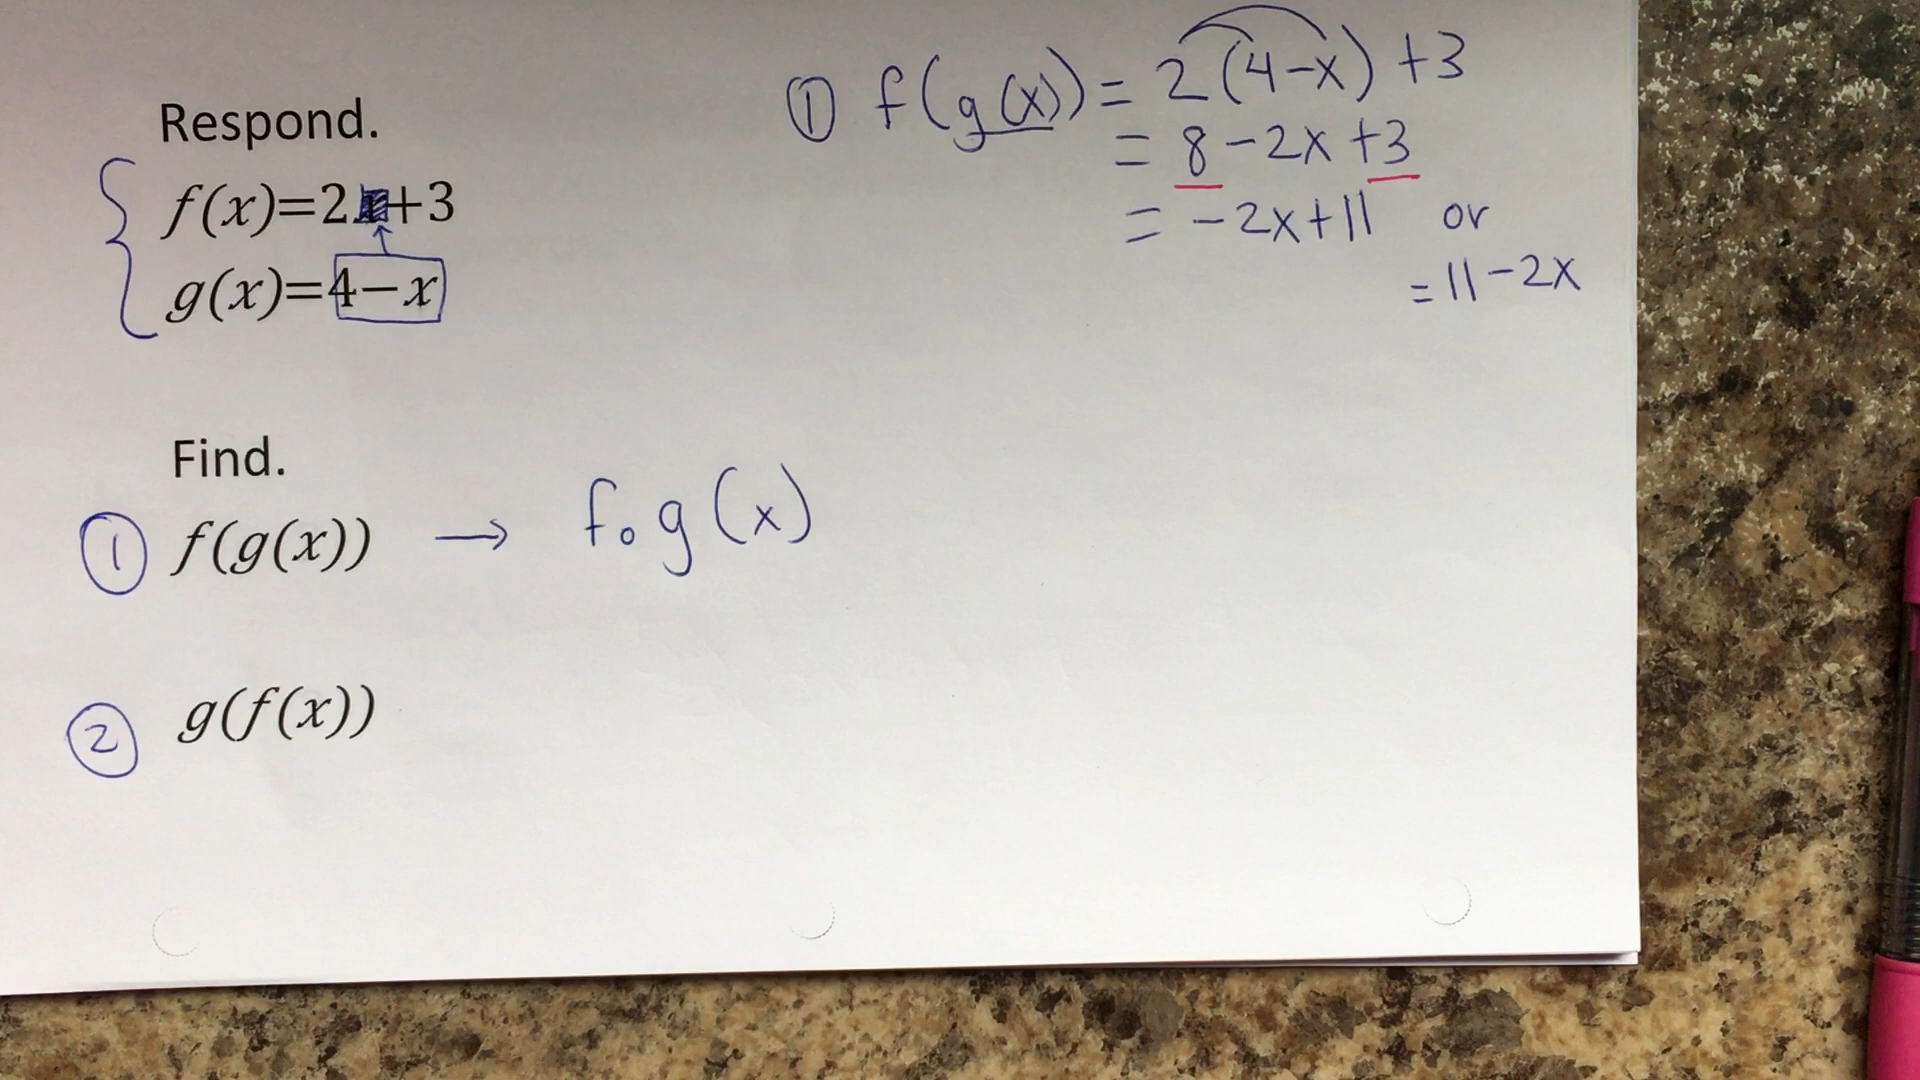 Respond.
f(x)=2x+3
g(x)=4−x
Find.
① f(g(x)) → f∘g(x)
② g(f(x))
① f(g(x)) = 2(4-x)+3
= 8-2x+3
= -2x+11 or
= 11-2x